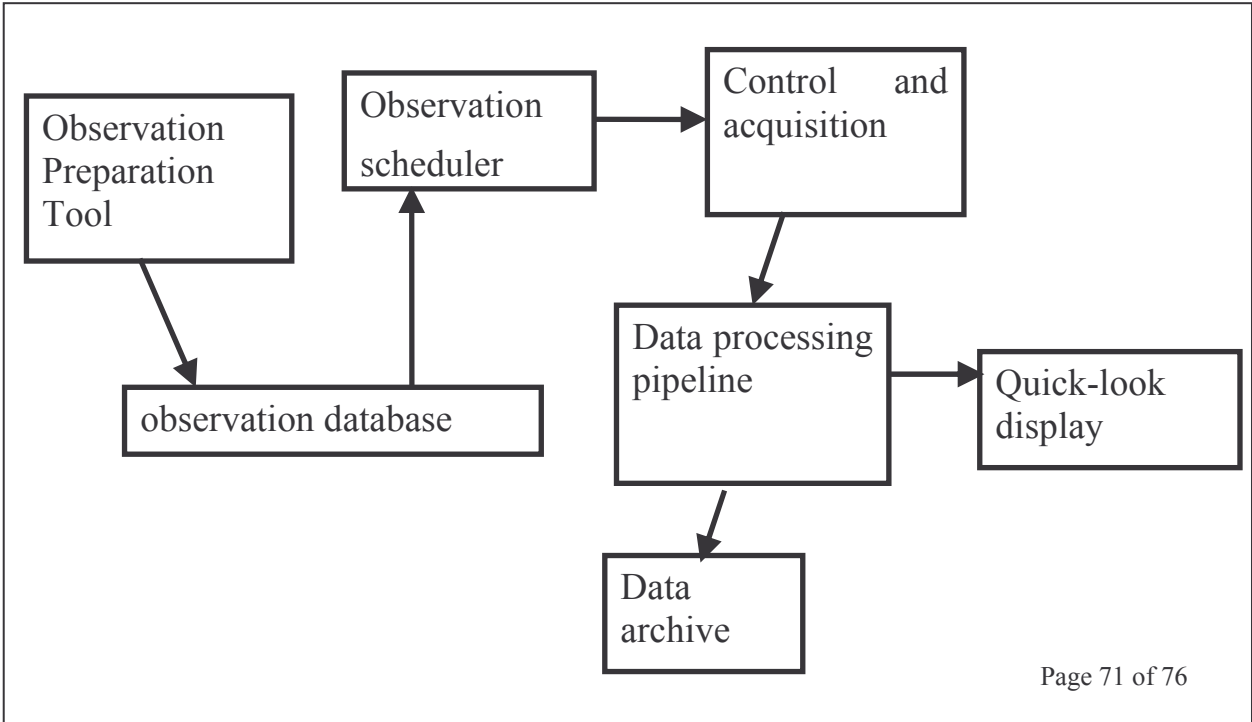 Observation
Preparation
Tool
observation database
Observation
scheduler
Control and
acquisition
Data processing
pipeline
Quick-look
display
Data
archive
Page 71 of 76